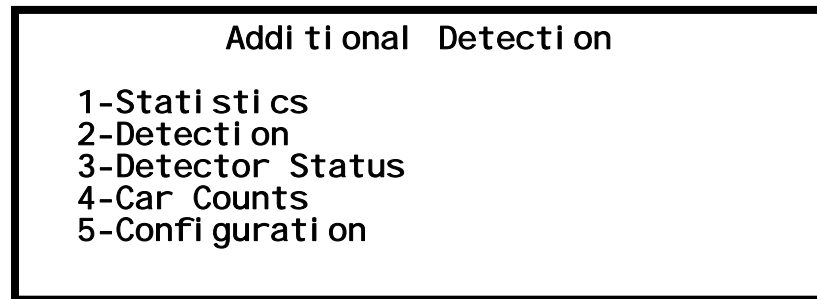 Additional Detection
1-Statistics
2-Detection
3-Detector Status
4-Car Counts
5-Configuration